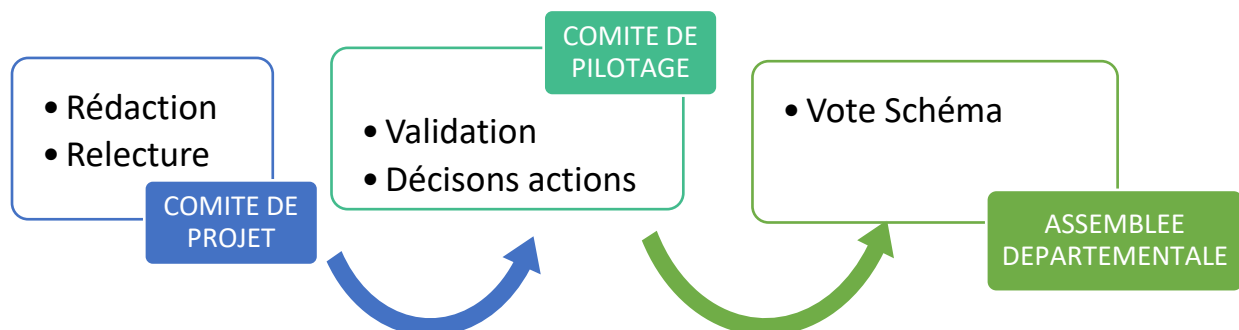 • Rédaction
• Relecture
COMITE DE
PROJET
COMITE DE
PILOTAGE
• Validation
• Décisons actions
• Vote Schéma
ASSEMBLEE
DEPARTEMENTALE